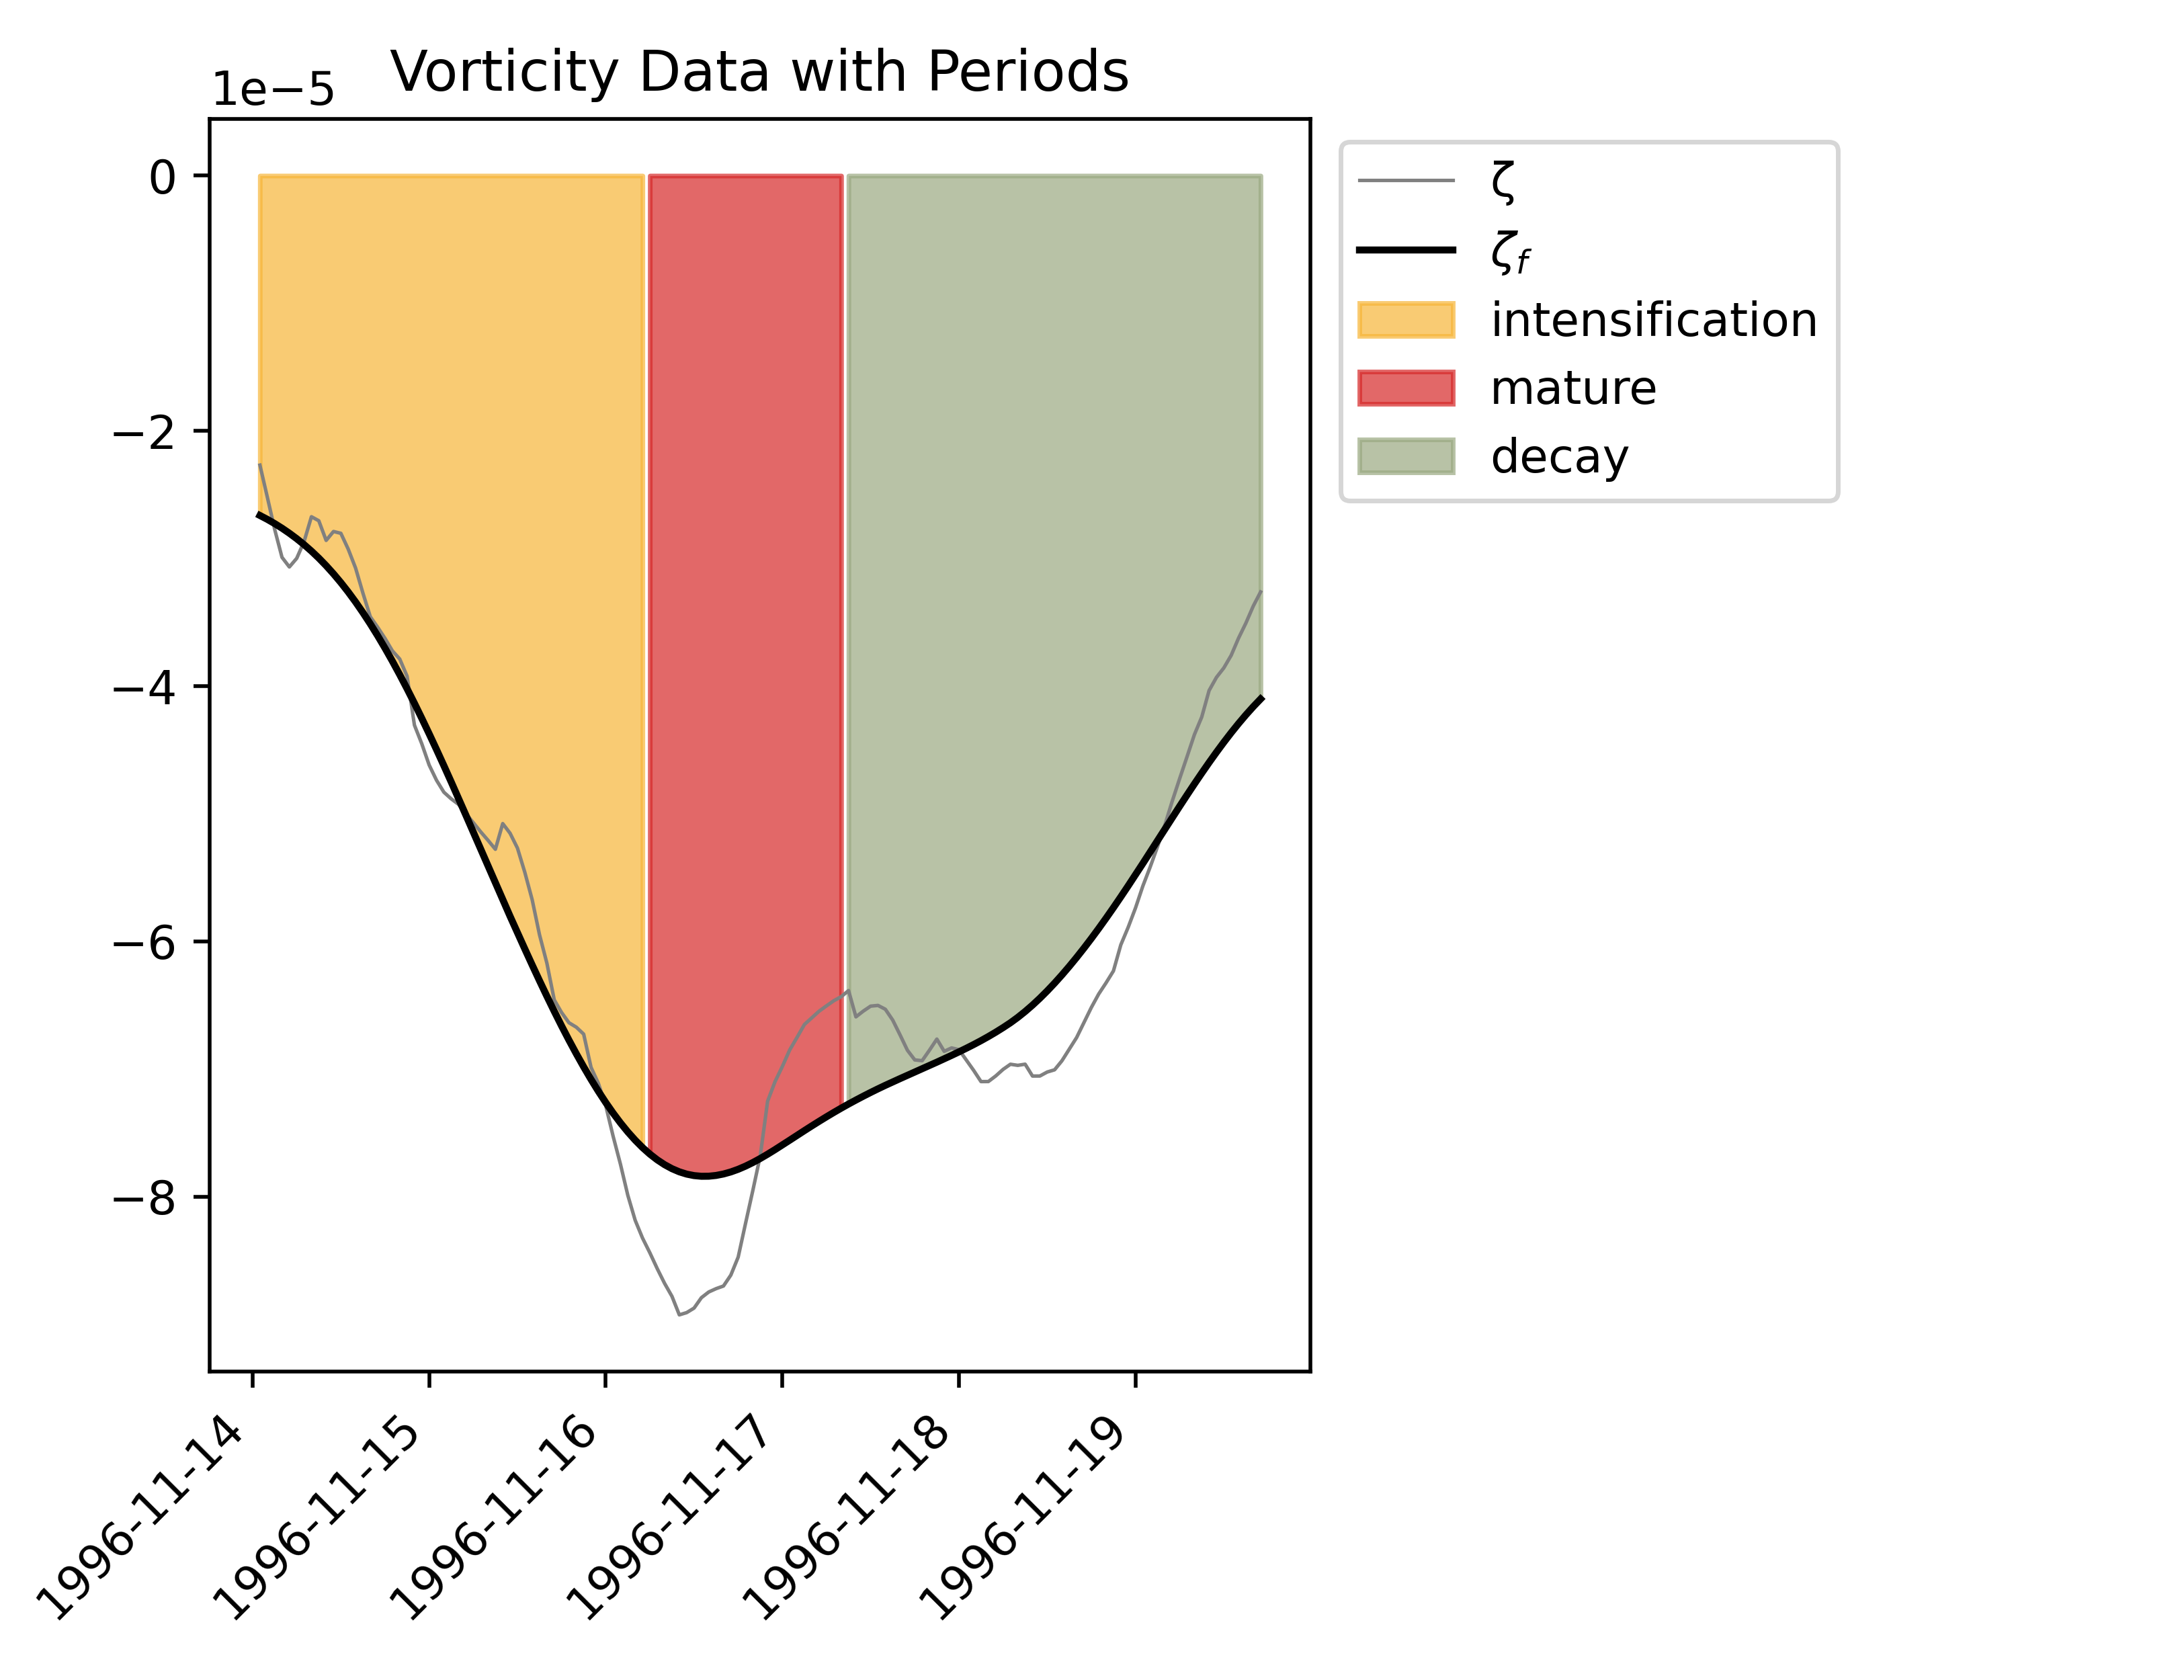 Vorticity Data with Periods
1e−5
0
−2
−4
−6
−8
1996-11-14
1996-11-15
1996-11-16
1996-11-17
1996-11-18
1996-11-19
ζ
ζf
intensification
mature
decay